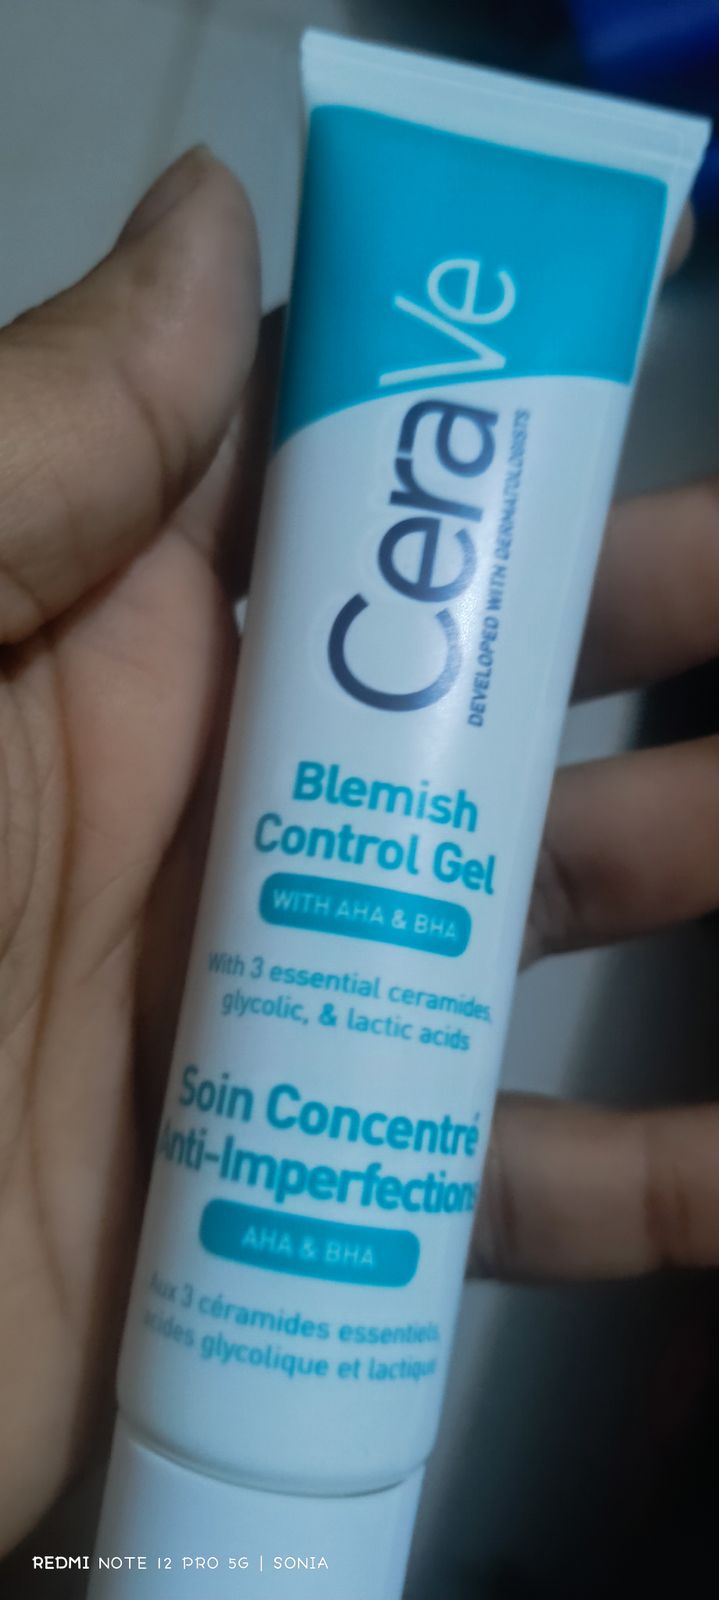 CeraVe
DEVELOPED WITH DERMATOLOGISTS
Blemish
Control Gel
WITH AHA & BHA
With 3 essential ceramides,
glycolic, & lactic acids
Soin Concentré
Anti-Imperfections
AHA & BHA
Aux 3 céramides essentiels,
acides glycolique et lactique
REDMI NOTE 12 PRO 5G | SONIA